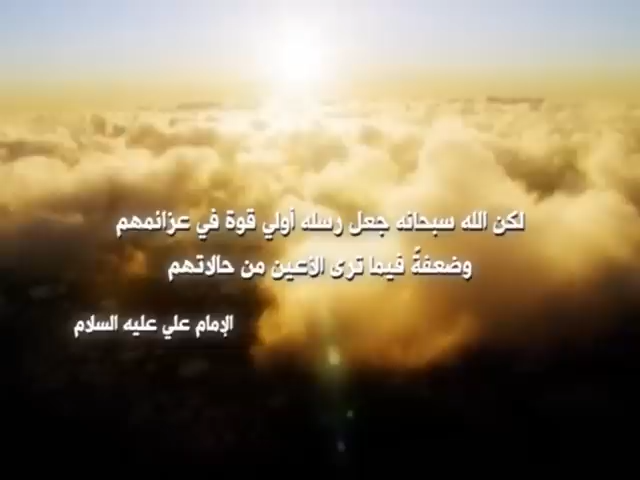 لكن الله سبحانه جعل رسله أولي قوة في عزائمهم
وضعفةً فيما ترى الأعين من حالاتهم
الإمام علي عليه السلام